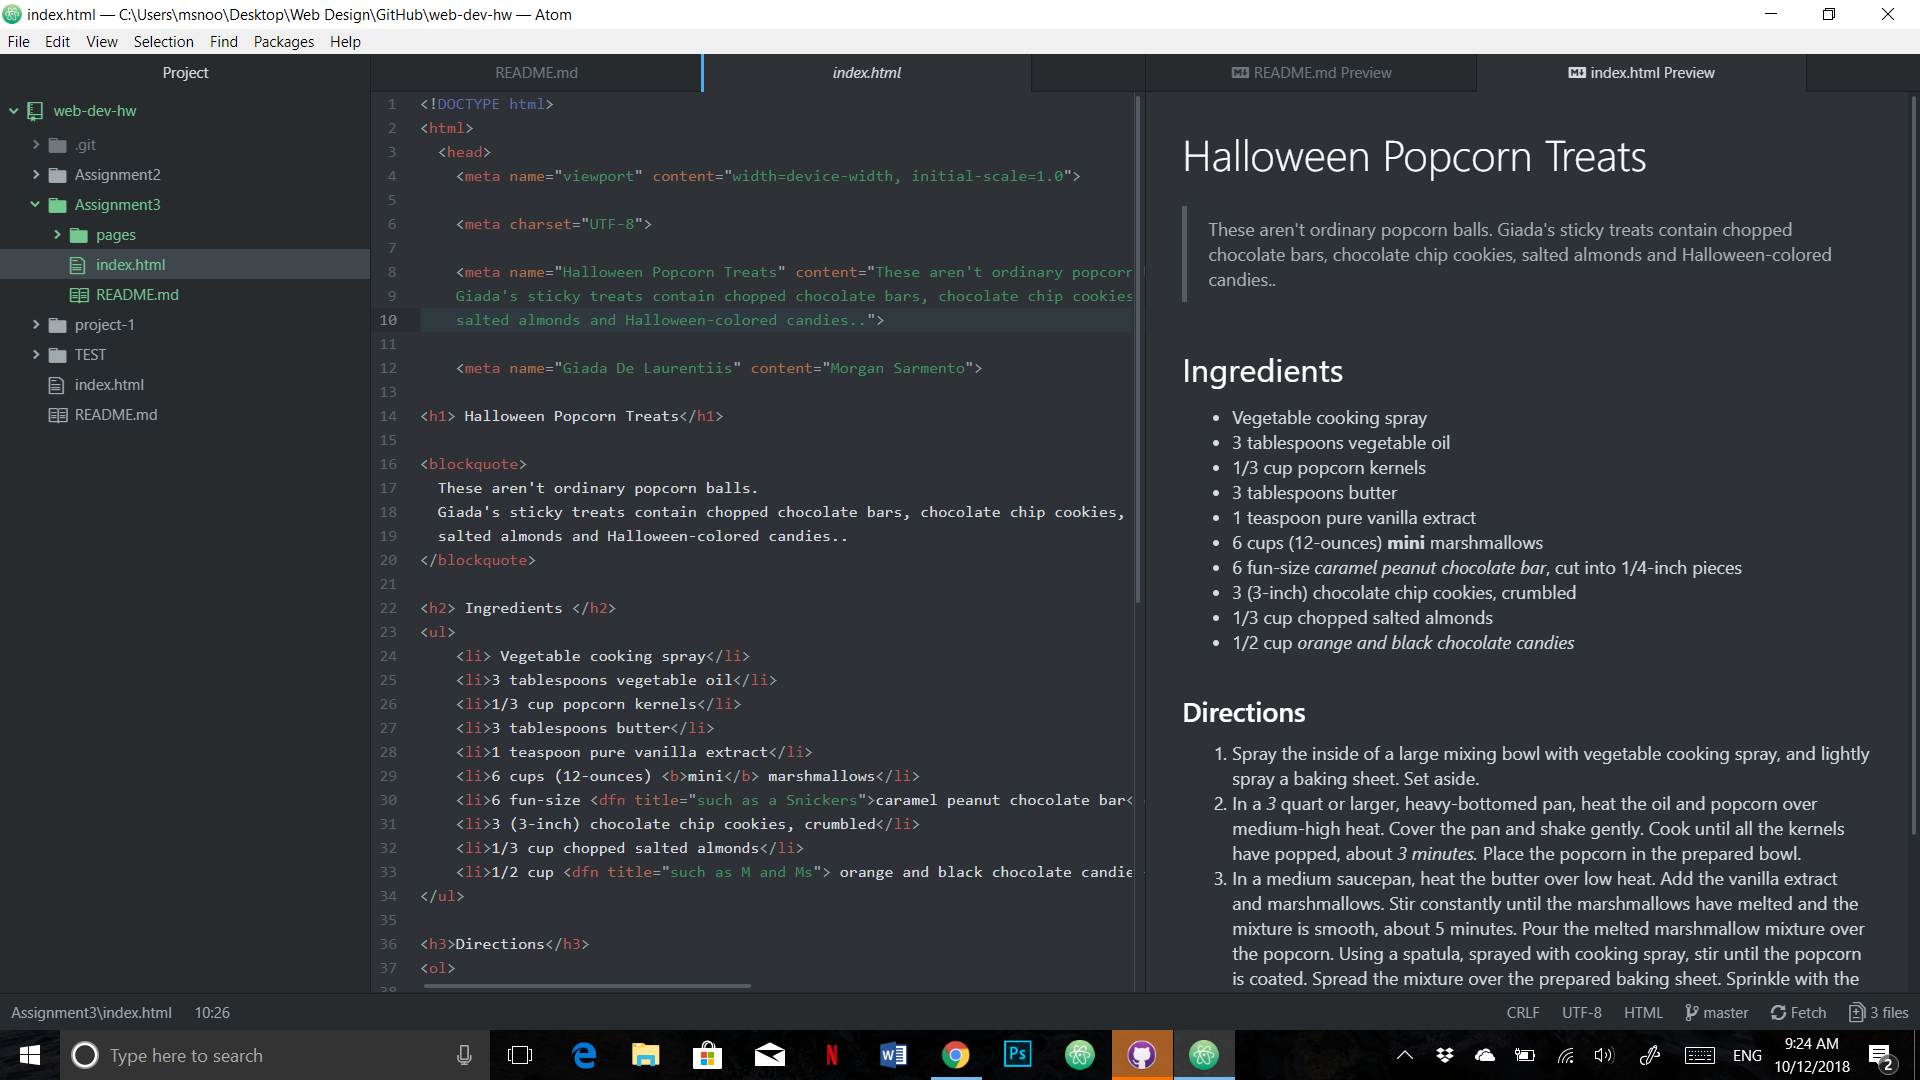 index.html — C:\Users\msnoo\Desktop\Web Design\GitHub\web-dev-hw — Atom
File Edit View Selection Find Packages Help
Project
web-dev-hw
.git
Assignment2
Assignment3
pages
index.html
README.md
project-1
TEST
index.html
README.md
README.md index.html
1 <!DOCTYPE html>
2 <html>
3 <head>
4 <meta name="viewport" content="width=device-width, initial-scale=1.0">
5
6 <meta charset="UTF-8">
7
8 <meta name="Halloween Popcorn Treats" content="These aren't ordinary popcorn
9 Giada's sticky treats contain chopped chocolate bars, chocolate chip cookies
10 salted almonds and Halloween-colored candies..">
11
12 <meta name="Giada De Laurentiis" content="Morgan Sarmento">
13
14 <h1> Halloween Popcorn Treats</h1>
15
16 <blockquote>
17 These aren't ordinary popcorn balls.
18 Giada's sticky treats contain chopped chocolate bars, chocolate chip cookies,
19 salted almonds and Halloween-colored candies..
20 </blockquote>
21
22 <h2> Ingredients </h2>
23 <ul>
24 <li> Vegetable cooking spray</li>
25 <li>3 tablespoons vegetable oil</li>
26 <li>1/3 cup popcorn kernels</li>
27 <li>3 tablespoons butter</li>
28 <li>1 teaspoon pure vanilla extract</li>
29 <li>6 cups (12-ounces) <b>mini</b> marshmallows</li>
30 <li>6 fun-size <dfn title="such as a Snickers">caramel peanut chocolate bar<
31 <li>3 (3-inch) chocolate chip cookies, crumbled</li>
32 <li>1/3 cup chopped salted almonds</li>
33 <li>1/2 cup <dfn title="such as M and Ms"> orange and black chocolate candie
34 </ul>
35
36 <h3>Directions</h3>
37 <ol>
38
README.md Preview index.html Preview
Halloween Popcorn Treats
These aren't ordinary popcorn balls. Giada's sticky treats contain chopped
chocolate bars, chocolate chip cookies, salted almonds and Halloween-colored
candies..
Ingredients
• Vegetable cooking spray
• 3 tablespoons vegetable oil
• 1/3 cup popcorn kernels
• 3 tablespoons butter
• 1 teaspoon pure vanilla extract
• 6 cups (12-ounces) mini marshmallows
• 6 fun-size caramel peanut chocolate bar, cut into 1/4-inch pieces
• 3 (3-inch) chocolate chip cookies, crumbled
• 1/3 cup chopped salted almonds
• 1/2 cup orange and black chocolate candies
Directions
1. Spray the inside of a large mixing bowl with vegetable cooking spray, and lightly
spray a baking sheet. Set aside.
2. In a 3 quart or larger, heavy-bottomed pan, heat the oil and popcorn over
medium-high heat. Cover the pan and shake gently. Cook until all the kernels
have popped, about 3 minutes. Place the popcorn in the prepared bowl.
3. In a medium saucepan, heat the butter over low heat. Add the vanilla extract
and marshmallows. Stir constantly until the marshmallows have melted and the
mixture is smooth, about 5 minutes. Pour the melted marshmallow mixture over
the popcorn. Using a spatula, sprayed with cooking spray, stir until the popcorn
is coated. Spread the mixture over the prepared baking sheet. Sprinkle with the
Assignment3\index.html 10:26 CRLF UTF-8 HTML master Fetch 3 files
Type here to search
Ps
ENG
9:24 AM
10/12/2018
2